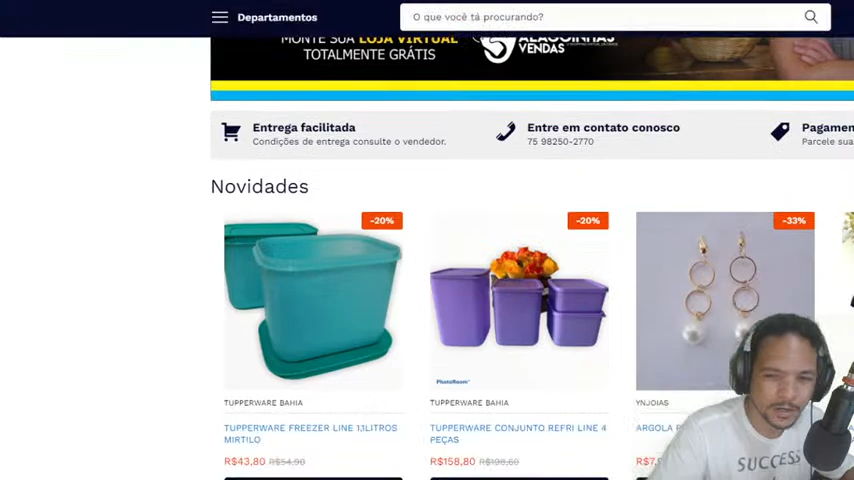 Departamentos
O que você tá procurando?
MONTE SUA LOJA VIRTUAL
TOTALMENTE GRÁTIS
ALAGOINHAS
VENDAS
Entrega facilitada
Condições de entrega consulte o vendedor.
Entre em contato conosco
75 98250-2770
Pagamen
Parcele sua
Novidades
-20%
-20%
-33%
PhotoRoom
TUPPERWARE BAHIA
TUPPERWARE FREEZER LINE 1,1LITROS
MIRTILO
R$43,80 R$54,90
TUPPERWARE BAHIA
TUPPERWARE CONJUNTO REFRI LINE 4
PEÇAS
R$158,80 R$198,60
YNJOIAS
ARGOLA
R$7,
SUCCESS